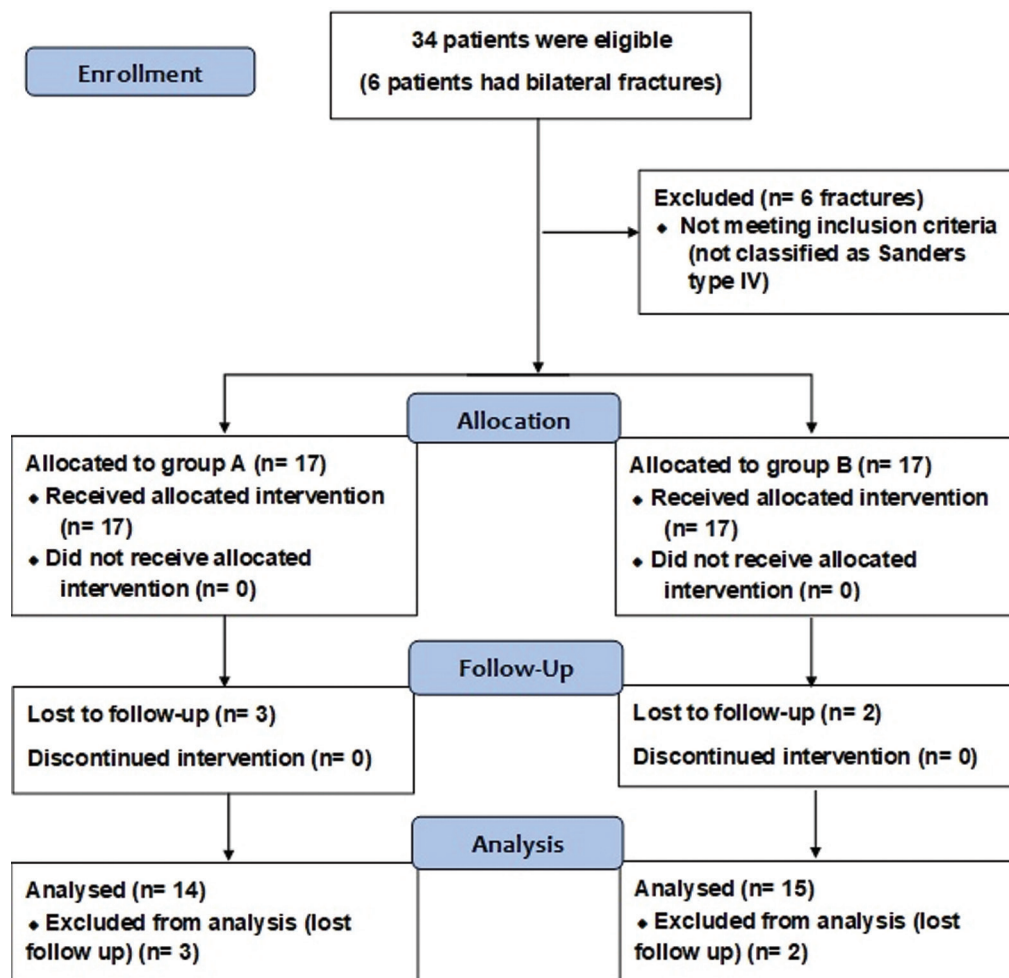 34 patients were eligible
(6 patients had bilateral fractures)
Enrollment
Excluded (n= 6 fractures)
⬥ Not meeting inclusion criteria
(not classified as Sanders
type IV)
Allocation
Allocated to group A (n= 17)
⬥ Received allocated intervention
(n= 17)
⬥ Did not receive allocated
intervention (n= 0)
Allocated to group B (n= 17)
⬥ Received allocated intervention
(n= 17)
⬥ Did not receive allocated
intervention (n= 0)
Follow-Up
Lost to follow-up (n= 3)
Discontinued intervention (n= 0)
Lost to follow-up (n= 2)
Discontinued intervention (n= 0)
Analysis
Analysed (n= 14)
⬥ Excluded from analysis (lost
follow up) (n= 3)
Analysed (n= 15)
⬥ Excluded from analysis (lost
follow up) (n= 2)